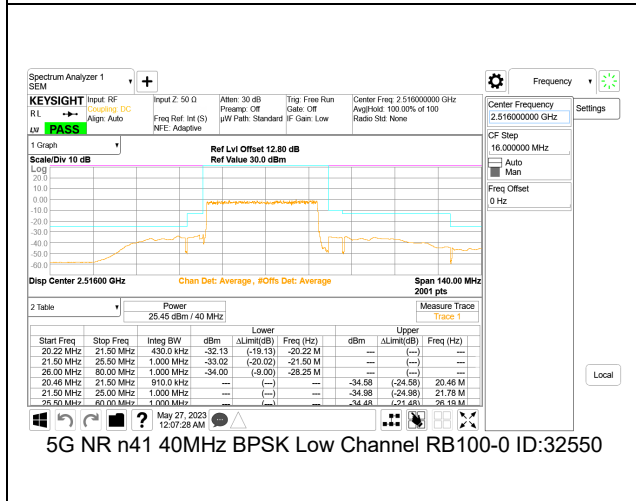 Spectrum Analyzer 1
SEM
Frequency
KEYSIGHT
RL
PASS
Input: RF
Coupling: DC
Align: Auto
Input Z: 50 Ω
Freq Ref: Int (S)
NFE: Adaptive
Atten: 30 dB
Preamp: Off
µW Path: Standard
Trig: Free Run
Gate: Off
IF Gain: Low
Center Freq: 2.516000000 GHz
Avg|Hold: 100.00% of 100
Radio Std: None
Center Frequency
2.516000000 GHz
Settings
CF Step
16.000000 MHz
Auto
Man
Freq Offset
0 Hz
Local
1 Graph
Scale/Div 10 dB
Ref Lvl Offset 12.80 dB
Ref Value 30.0 dBm
Log
20.0
10.0
0.00
-10.0
-20.0
-30.0
-40.0
-50.0
-60.0
Disp Center 2.51600 GHz
Chan Det: Average, #Offs Det: Average
Span 140.00 MHz
2001 pts
2 Table
Power
25.45 dBm / 40 MHz
Measure Trace
Trace 1
Lower Upper
Start Freq Stop Freq Integ BW dBm ΔLimit(dB) Freq (Hz) dBm ΔLimit(dB) Freq (Hz)
20.22 MHz 21.50 MHz 430.0 kHz -32.13 (-19.13) -20.22 M --- (---) ---
21.50 MHz 25.50 MHz 1.000 MHz -33.02 (-20.02) -21.50 M --- (---) ---
26.00 MHz 80.00 MHz 1.000 MHz -34.00 (-9.00) -28.25 M --- (---) ---
20.46 MHz 21.50 MHz 910.0 kHz --- (---) --- -34.58 (-24.58) 20.46 M
21.50 MHz 25.00 MHz 1.000 MHz --- (---) --- -34.98 (-24.98) 21.78 M
25.50 MHz 60.00 MHz 1.000 MHz --- (---) --- -34.48 (-21.48) 26.19 M
May 27, 2023
12:07:28 AM
5G NR n41 40MHz BPSK Low Channel RB100-0 ID:32550